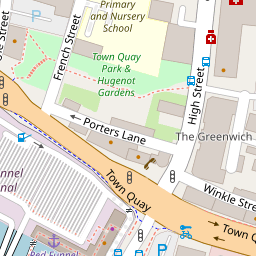 Primary
and Nursery
School
French Street
Town Quay
Park &
Hugenot
Gardens
High Street
Porters Lane
The Greenwich
Town Quay
Winkle Stre
Town Q
Red Funnel
P
P
P